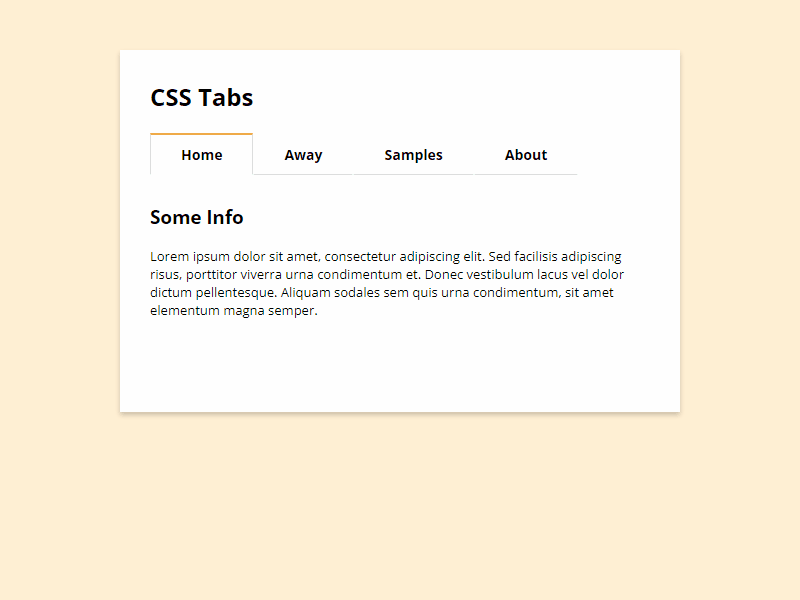 CSS Tabs
Home Away Samples About
Some Info
Lorem ipsum dolor sit amet, consectetur adipiscing elit. Sed facilisis adipiscing
risus, porttitor viverra urna condimentum et. Donec vestibulum lacus vel dolor
dictum pellentesque. Aliquam sodales sem quis urna condimentum, sit amet
elementum magna semper.